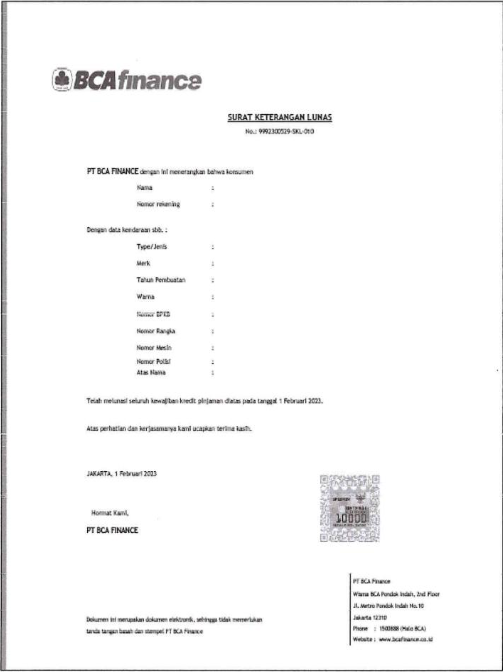 BCA finance
SURAT KETERANGAN LUNAS
No.: 9992300529-SKL-010
PT BCA FINANCE dengan ini menerangkan bahwa konsumen
Nama :
Nomor rekening :
Dengan data kendaraan sbb. :
Type/Jenis :
Merk :
Tahun Pembuatan :
Warna :
Nomor BPKB :
Nomor Rangka :
Nomor Mesin :
Nomor Polisi :
Atas Nama :
Telah melunasi seluruh kewajiban kredit pinjaman diatas pada tanggal 1 Februari 2023.
Atas perhatian dan kerjasamanya kami ucapkan terima kasih.
JAKARTA, 1 Februari 2023
Hormat Kami,
PT BCA FINANCE
10000
PT BCA Finance
Wisma BCA Pondok Indah, 2nd Floor
Jl. Metro Pondok Indah No.10
Jakarta 12310
Phone : 1500888 (Halo BCA)
Website : www.bcafinance.co.id
Dokumen ini merupakan dokumen elektronik, sehingga tidak memerlukan
tanda tangan basah dan stempel PT BCA Finance